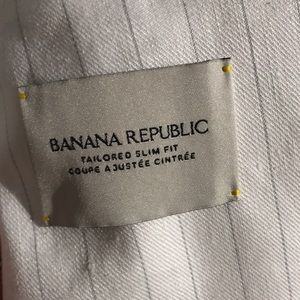 BANANA REPUBLIC
TAILORED SLIM FIT
COUPE AJUSTÉE CINTRÉE